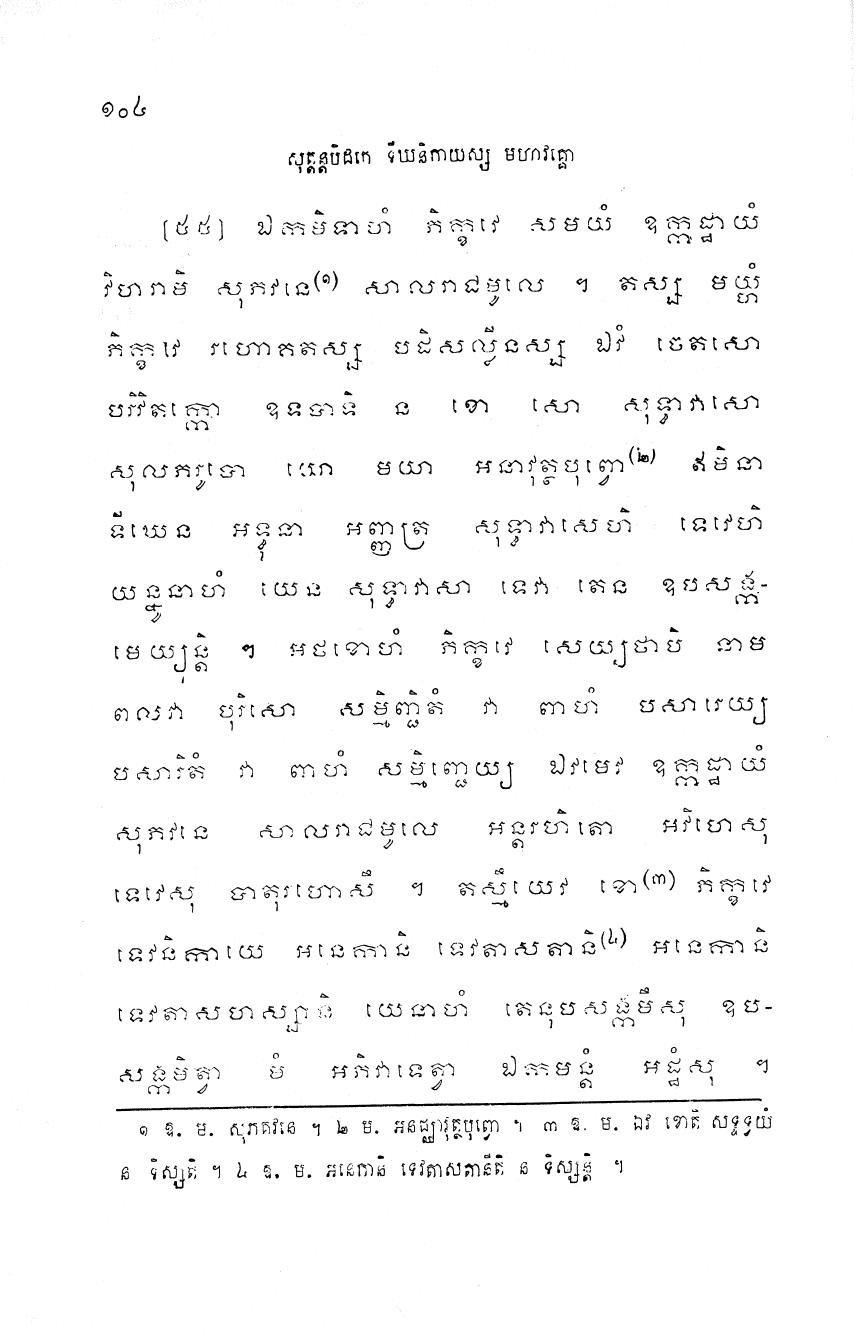 ១០៤
សុត្តន្តបិដកេ ទីឃនិកាយស្ស មហាវគ្គោ
[៥៥] ឯកមិទាហំ ភិក្ខវេ សមយំ ឧក្កដ្ឋាយំ
វិហរាមិ សុភវនេ(១) សាលរាជមូលេ ។ តស្ស មយ្ហំ
ភិក្ខវេ រហោគតស្ស បដិសល្លីនស្ស ឯវំ ចេតសោ
បរិវិតក្កោ ឧទបាទិ ន ខោ សោ សុទ្ធាវាសោ
សុលភរូបោ យោ មយា អនាវុត្ថបុព្វោ(២) ឥមិនា
ទីឃេន អទ្ធុនា អញ្ញត្រ សុទ្ធាវាសេហិ ទេវេហិ
យន្នូនាហំ យេន សុទ្ធាវាសា ទេវា តេន ឧបសង្ក-
មេយ្យន្តិ ។ អថខោហំ ភិក្ខវេ សេយ្យថាបិ នាម
ពលវា បុរិសោ សម្មិញ្ជិតំ វា ពាហំ បសារេយ្យ
បសារិតំ វា ពាហំ សម្មិញ្ជេយ្យ ឯវមេវ ឧក្កដ្ឋាយំ
សុភវនេ សាលរាជមូលេ អន្តរហិតោ អវិហេសុ
ទេវេសុ បាតុរហោសឹ ។ តស្មឹយេវ ខោ(៣) ភិក្ខវេ
ទេវនិកាយេ អនេកានិ ទេវតាសតានិ(៤) អនេកានិ
ទេវតាសហស្សានិ យេនាហំ តេនុបសង្កមឹសុ ឧប-
សង្កមិត្វា មំ អភិវាទេត្វា ឯកមន្តំ អដ្ឋំសុ ។
១ ឱ. ម. សុភគវនេ ។ ២ ម. អនជ្ឈាវុត្ថបុព្វោ ។ ៣ ឱ. ម. ឯវ ខោតិ សទ្ទទ្វយំ
ន ទិស្សតិ ។ ៤ ឱ. ម. អនេកានិ ទេវតាសតានីតិ ន ទិស្សន្តិ ។